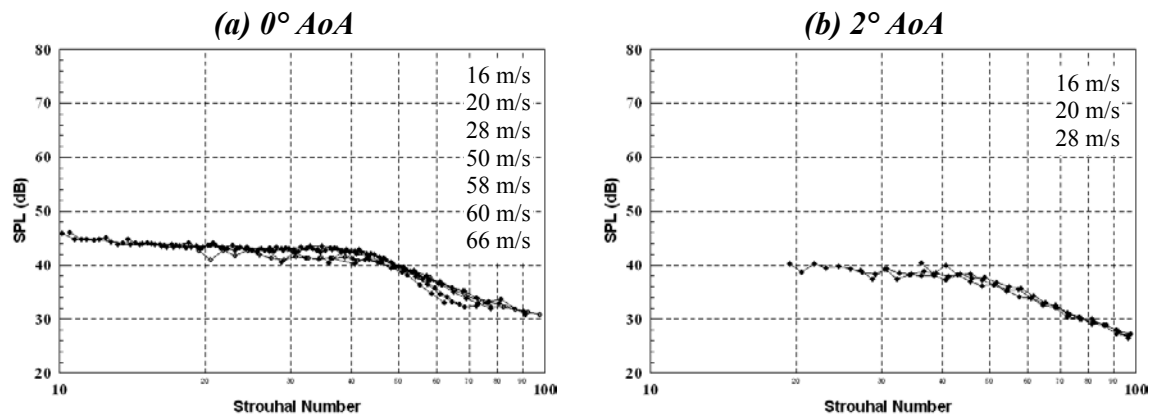 (a) 0° AoA
80
70
60
50
40
30
20
SPL (dB)
16 m/s
20 m/s
28 m/s
50 m/s
58 m/s
60 m/s
66 m/s
10 20 30 40 50 60 70 80 90 100
Strouhal Number
(b) 2° AoA
80
70
60
50
40
30
20
SPL (dB)
16 m/s
20 m/s
28 m/s
10 20 30 40 50 60 70 80 90 100
Strouhal Number